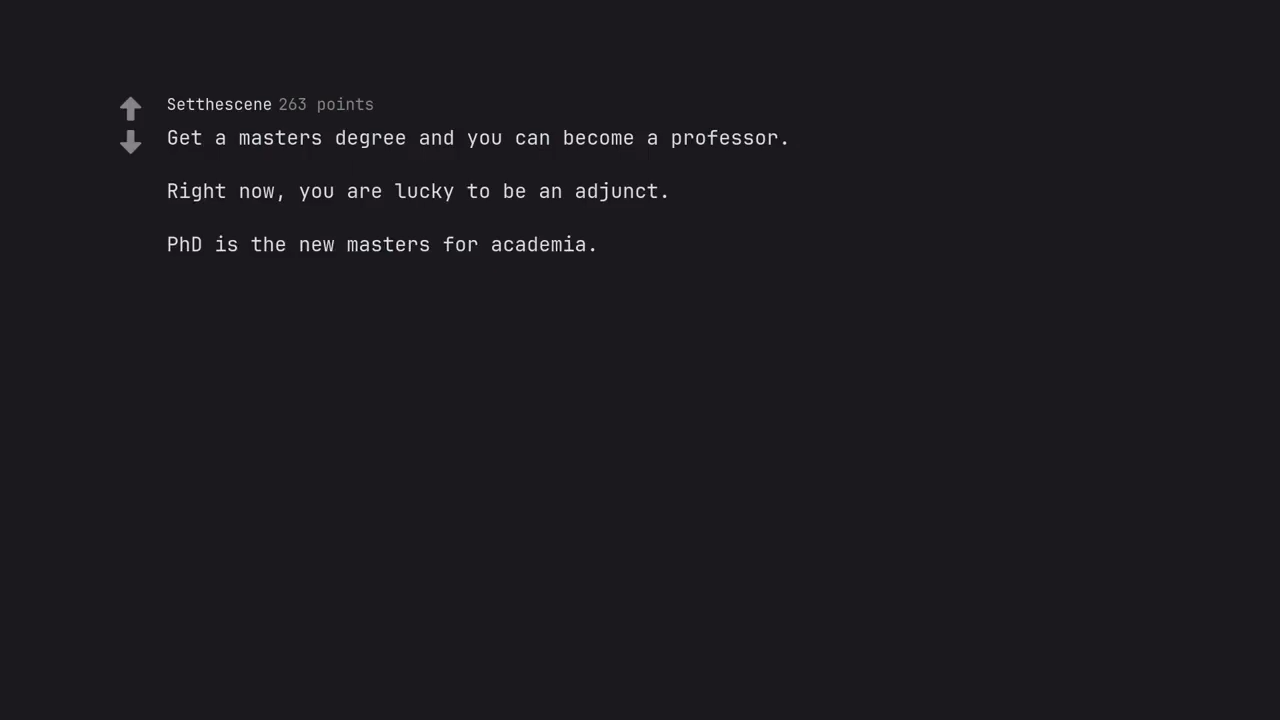 Setthescene 263 points
Get a masters degree and you can become a professor.
Right now, you are lucky to be an adjunct.
PhD is the new masters for academia.